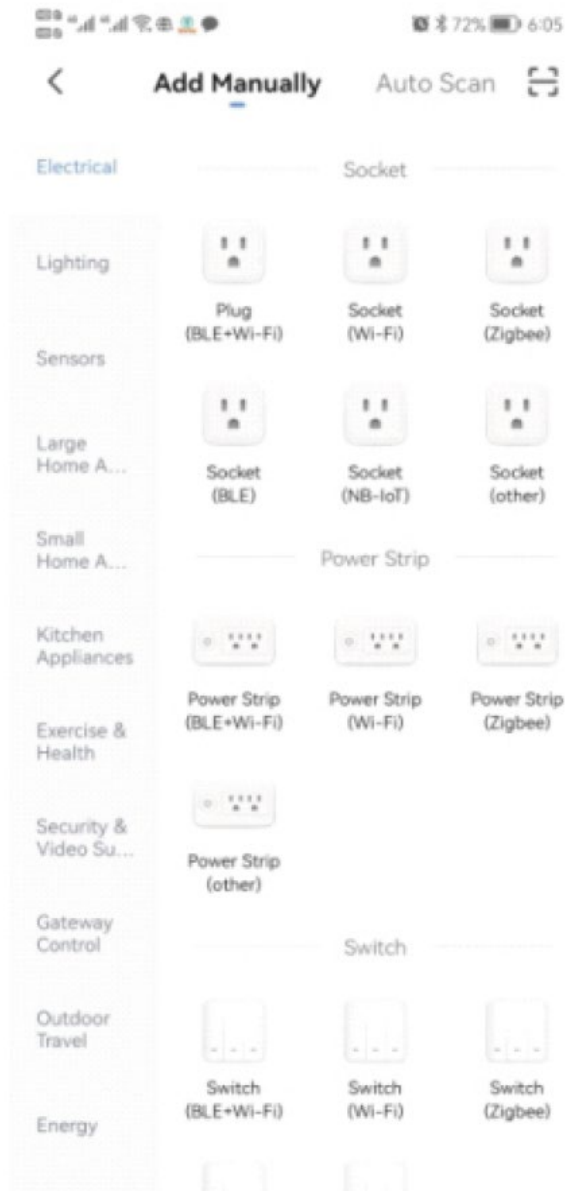 72% 6:05
Add Manually Auto Scan
Electrical
Lighting
Sensors
Large
Home A...
Small
Home A...
Kitchen
Appliances
Exercise &
Health
Security &
Video Su...
Gateway
Control
Outdoor
Travel
Energy
Socket
Plug
(BLE+Wi-Fi)
Socket
(Wi-Fi)
Socket
(Zigbee)
Socket
(BLE)
Socket
(NB-IoT)
Socket
(other)
Power Strip
Power Strip
(BLE+Wi-Fi)
Power Strip
(Wi-Fi)
Power Strip
(Zigbee)
Power Strip
(other)
Switch
Switch
(BLE+Wi-Fi)
Switch
(Wi-Fi)
Switch
(Zigbee)